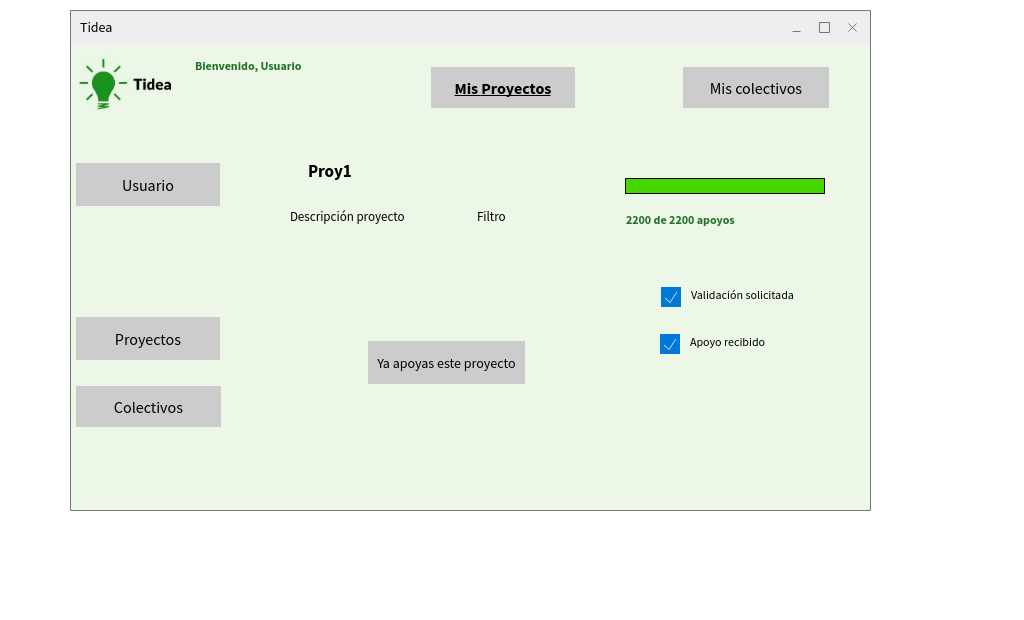 Tidea
Bienvenido, Usuario
Tidea
Mis Proyectos
Mis colectivos
Usuario
Proy1
Descripción proyecto
Filtro
2200 de 2200 apoyos
Validación solicitada
Proyectos
Ya apoyas este proyecto
Apoyo recibido
Colectivos